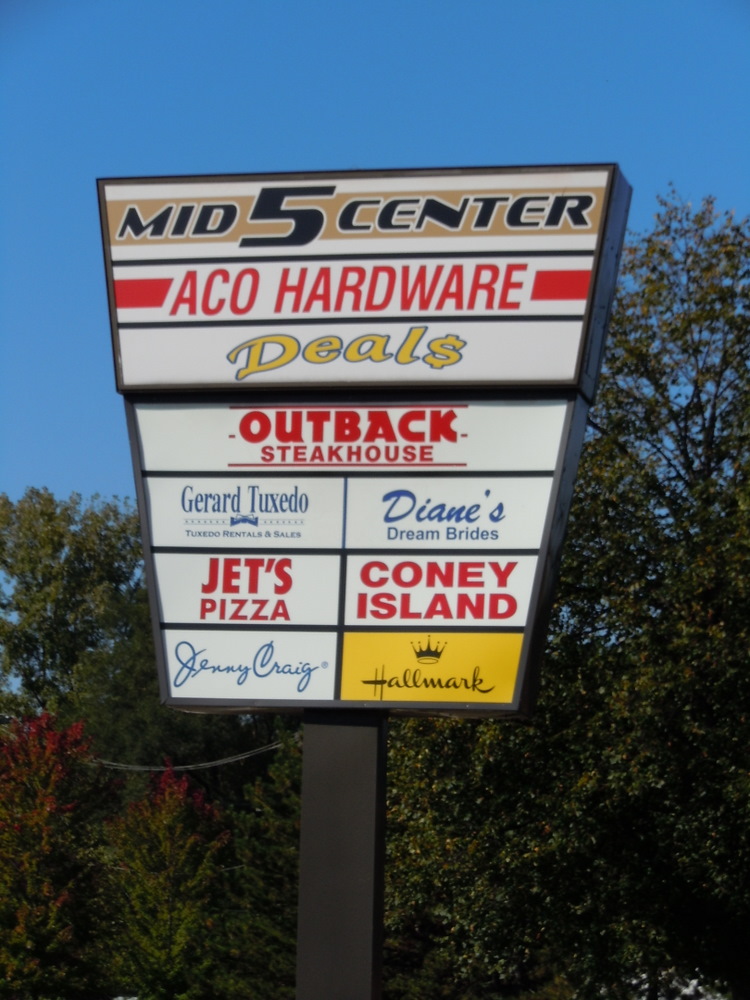 MID 5 CENTER
ACO HARDWARE
Deal$
OUTBACK
STEAKHOUSE
Gerard Tuxedo
TUXEDO RENTALS & SALES
Diane's
Dream Brides
JET'S
PIZZA
CONEY
ISLAND
Jenny Craig®
Hallmark